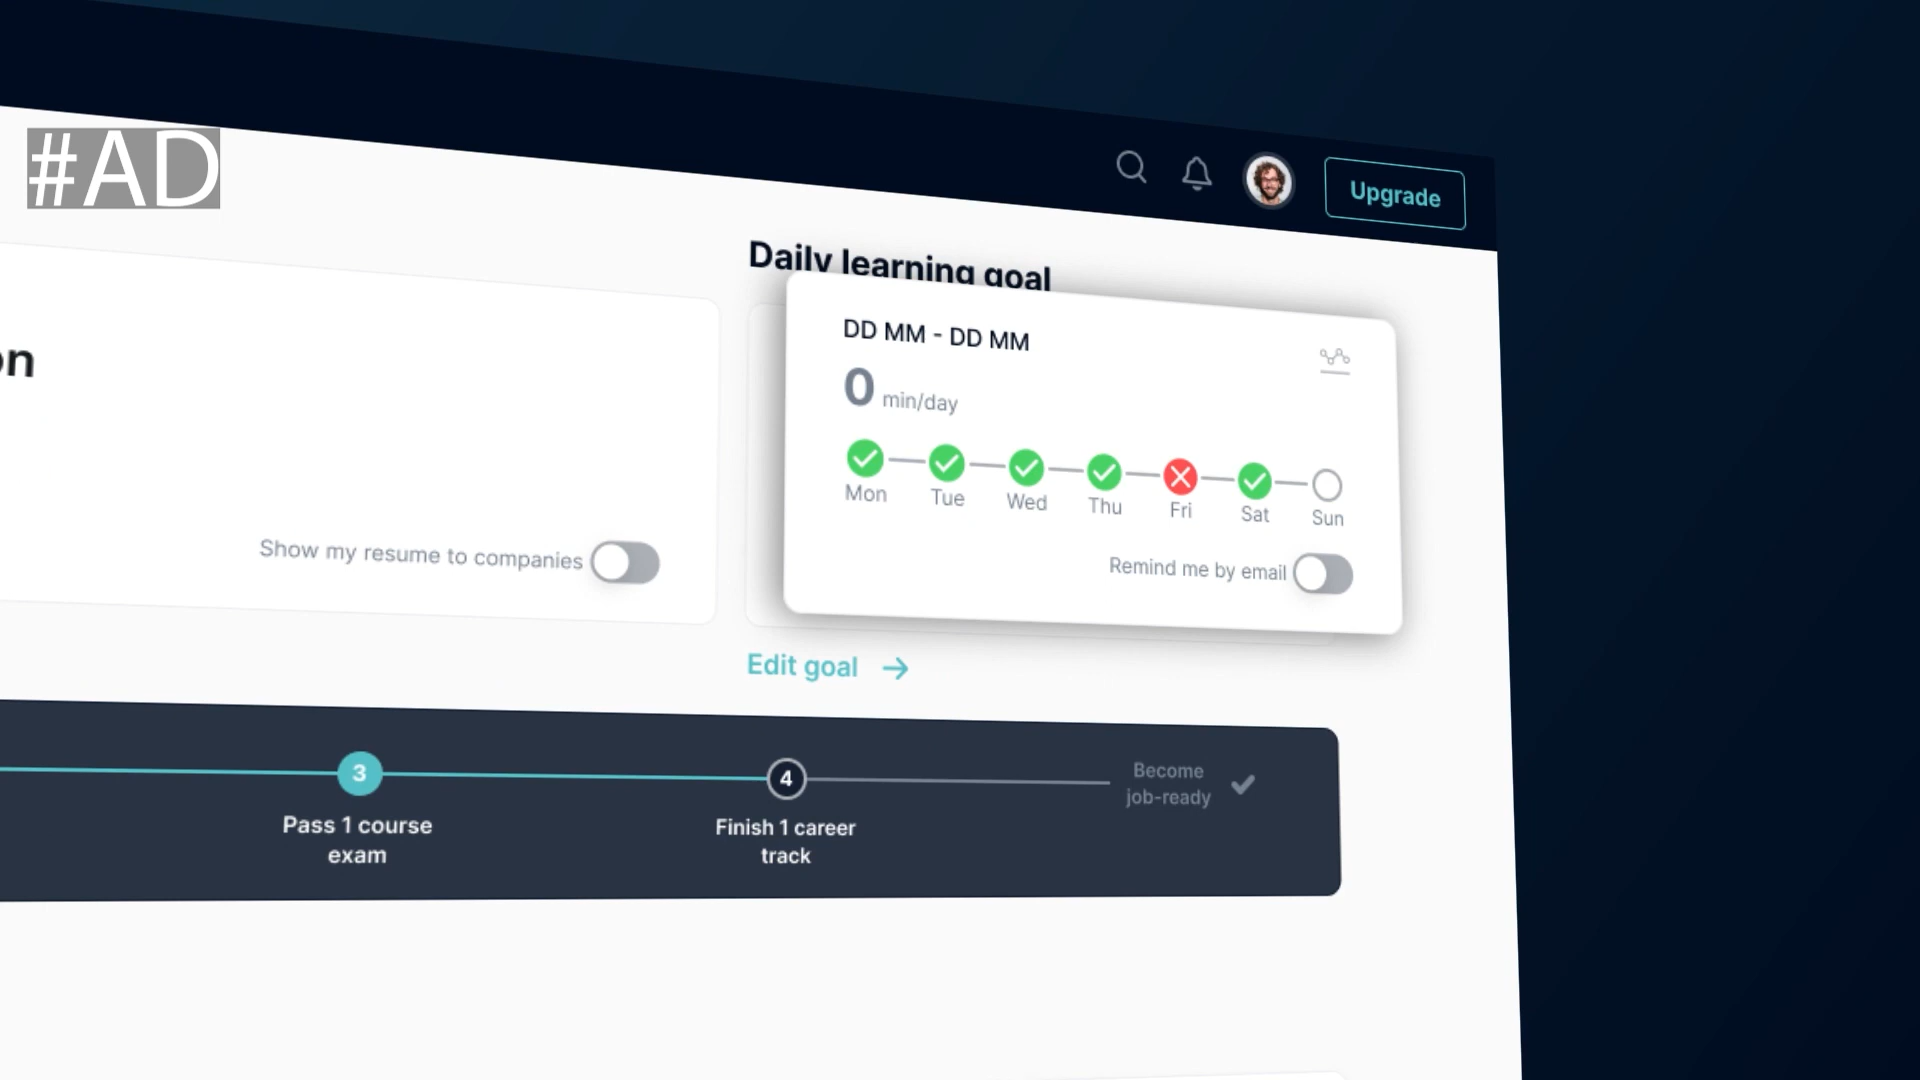 #AD
Upgrade
Daily learning goal
DD MM - DD MM
0 min/day
Mon Tue Wed Thu Fri Sat Sun
Show my resume to companies
Remind me by email
Edit goal
3
4
Become
job-ready
Pass 1 course
exam
Finish 1 career
track